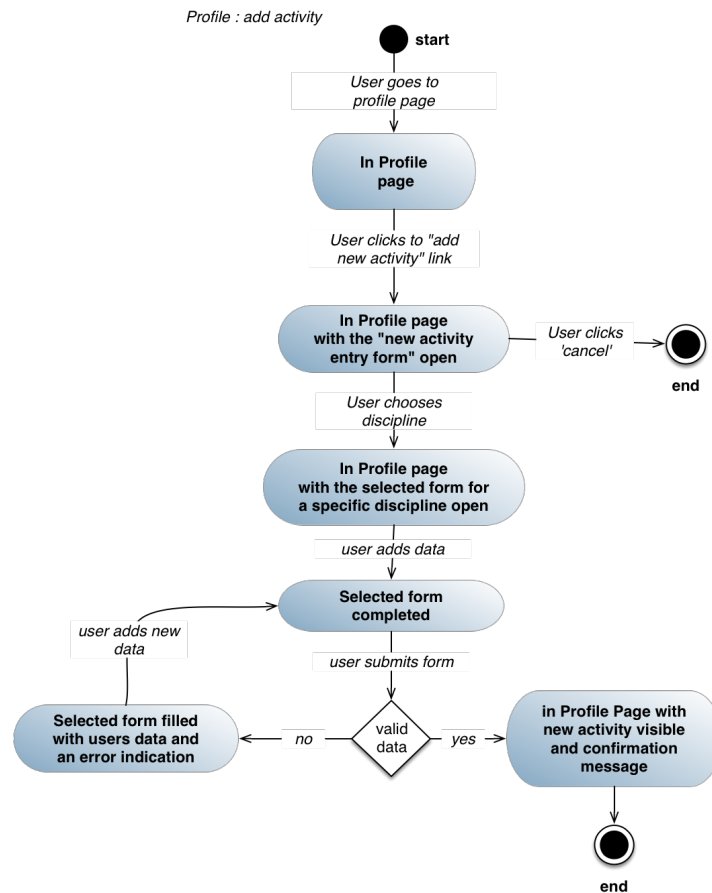 Profile : add activity
start
User goes to
profile page
In Profile
page
User clicks to "add
new activity" link
In Profile page
with the "new activity
entry form" open
User clicks
'cancel'
end
User chooses
discipline
In Profile page
with the selected form for
a specific discipline open
user adds data
Selected form
completed
user adds new
data
user submits form
Selected form filled
with users data and
an error indication
no
valid
data
yes
in Profile Page with
new activity visible
and confirmation
message
end